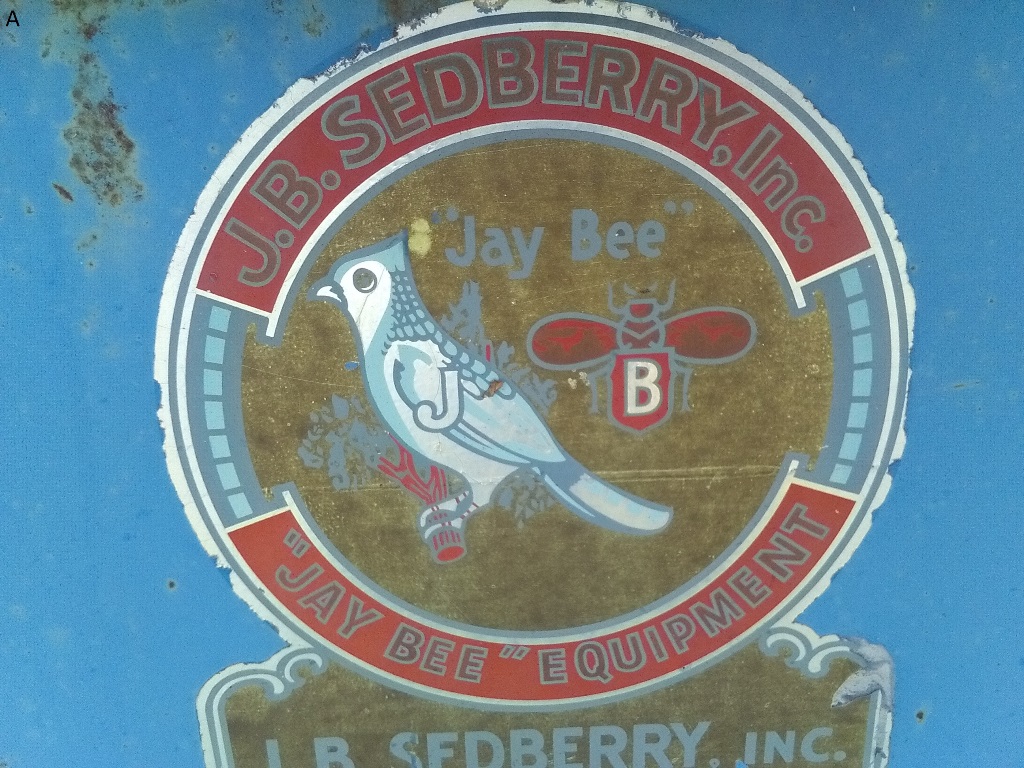 A
J.B. SEDBERRY, Inc.
"Jay Bee"
J
B
"JAY BEE" EQUIPMENT
J.B. SEDBERRY, INC.